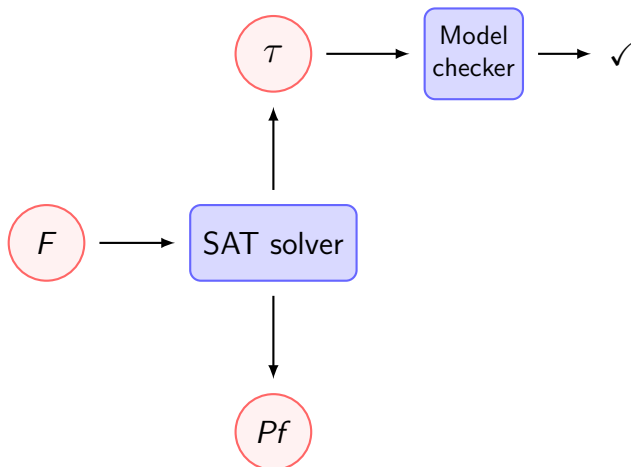 τ
Model
checker
✓
F
SAT solver
Pf